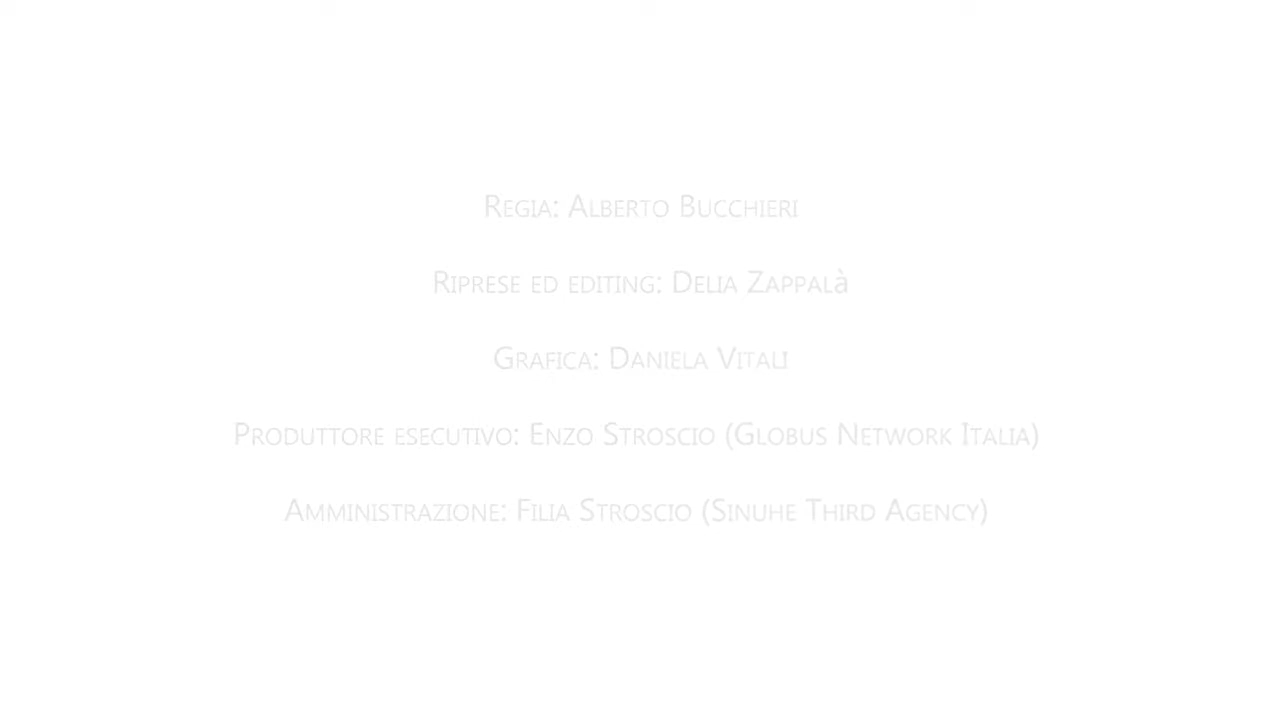 Regia: Alberto Bucchieri
Riprese ed editing: Delia Zappalà
Grafica: Daniela Vitali
Produttore esecutivo: Enzo Stroscio (Globus Network Italia)
Amministrazione: Filia Stroscio (Sinuhe Third Agency)